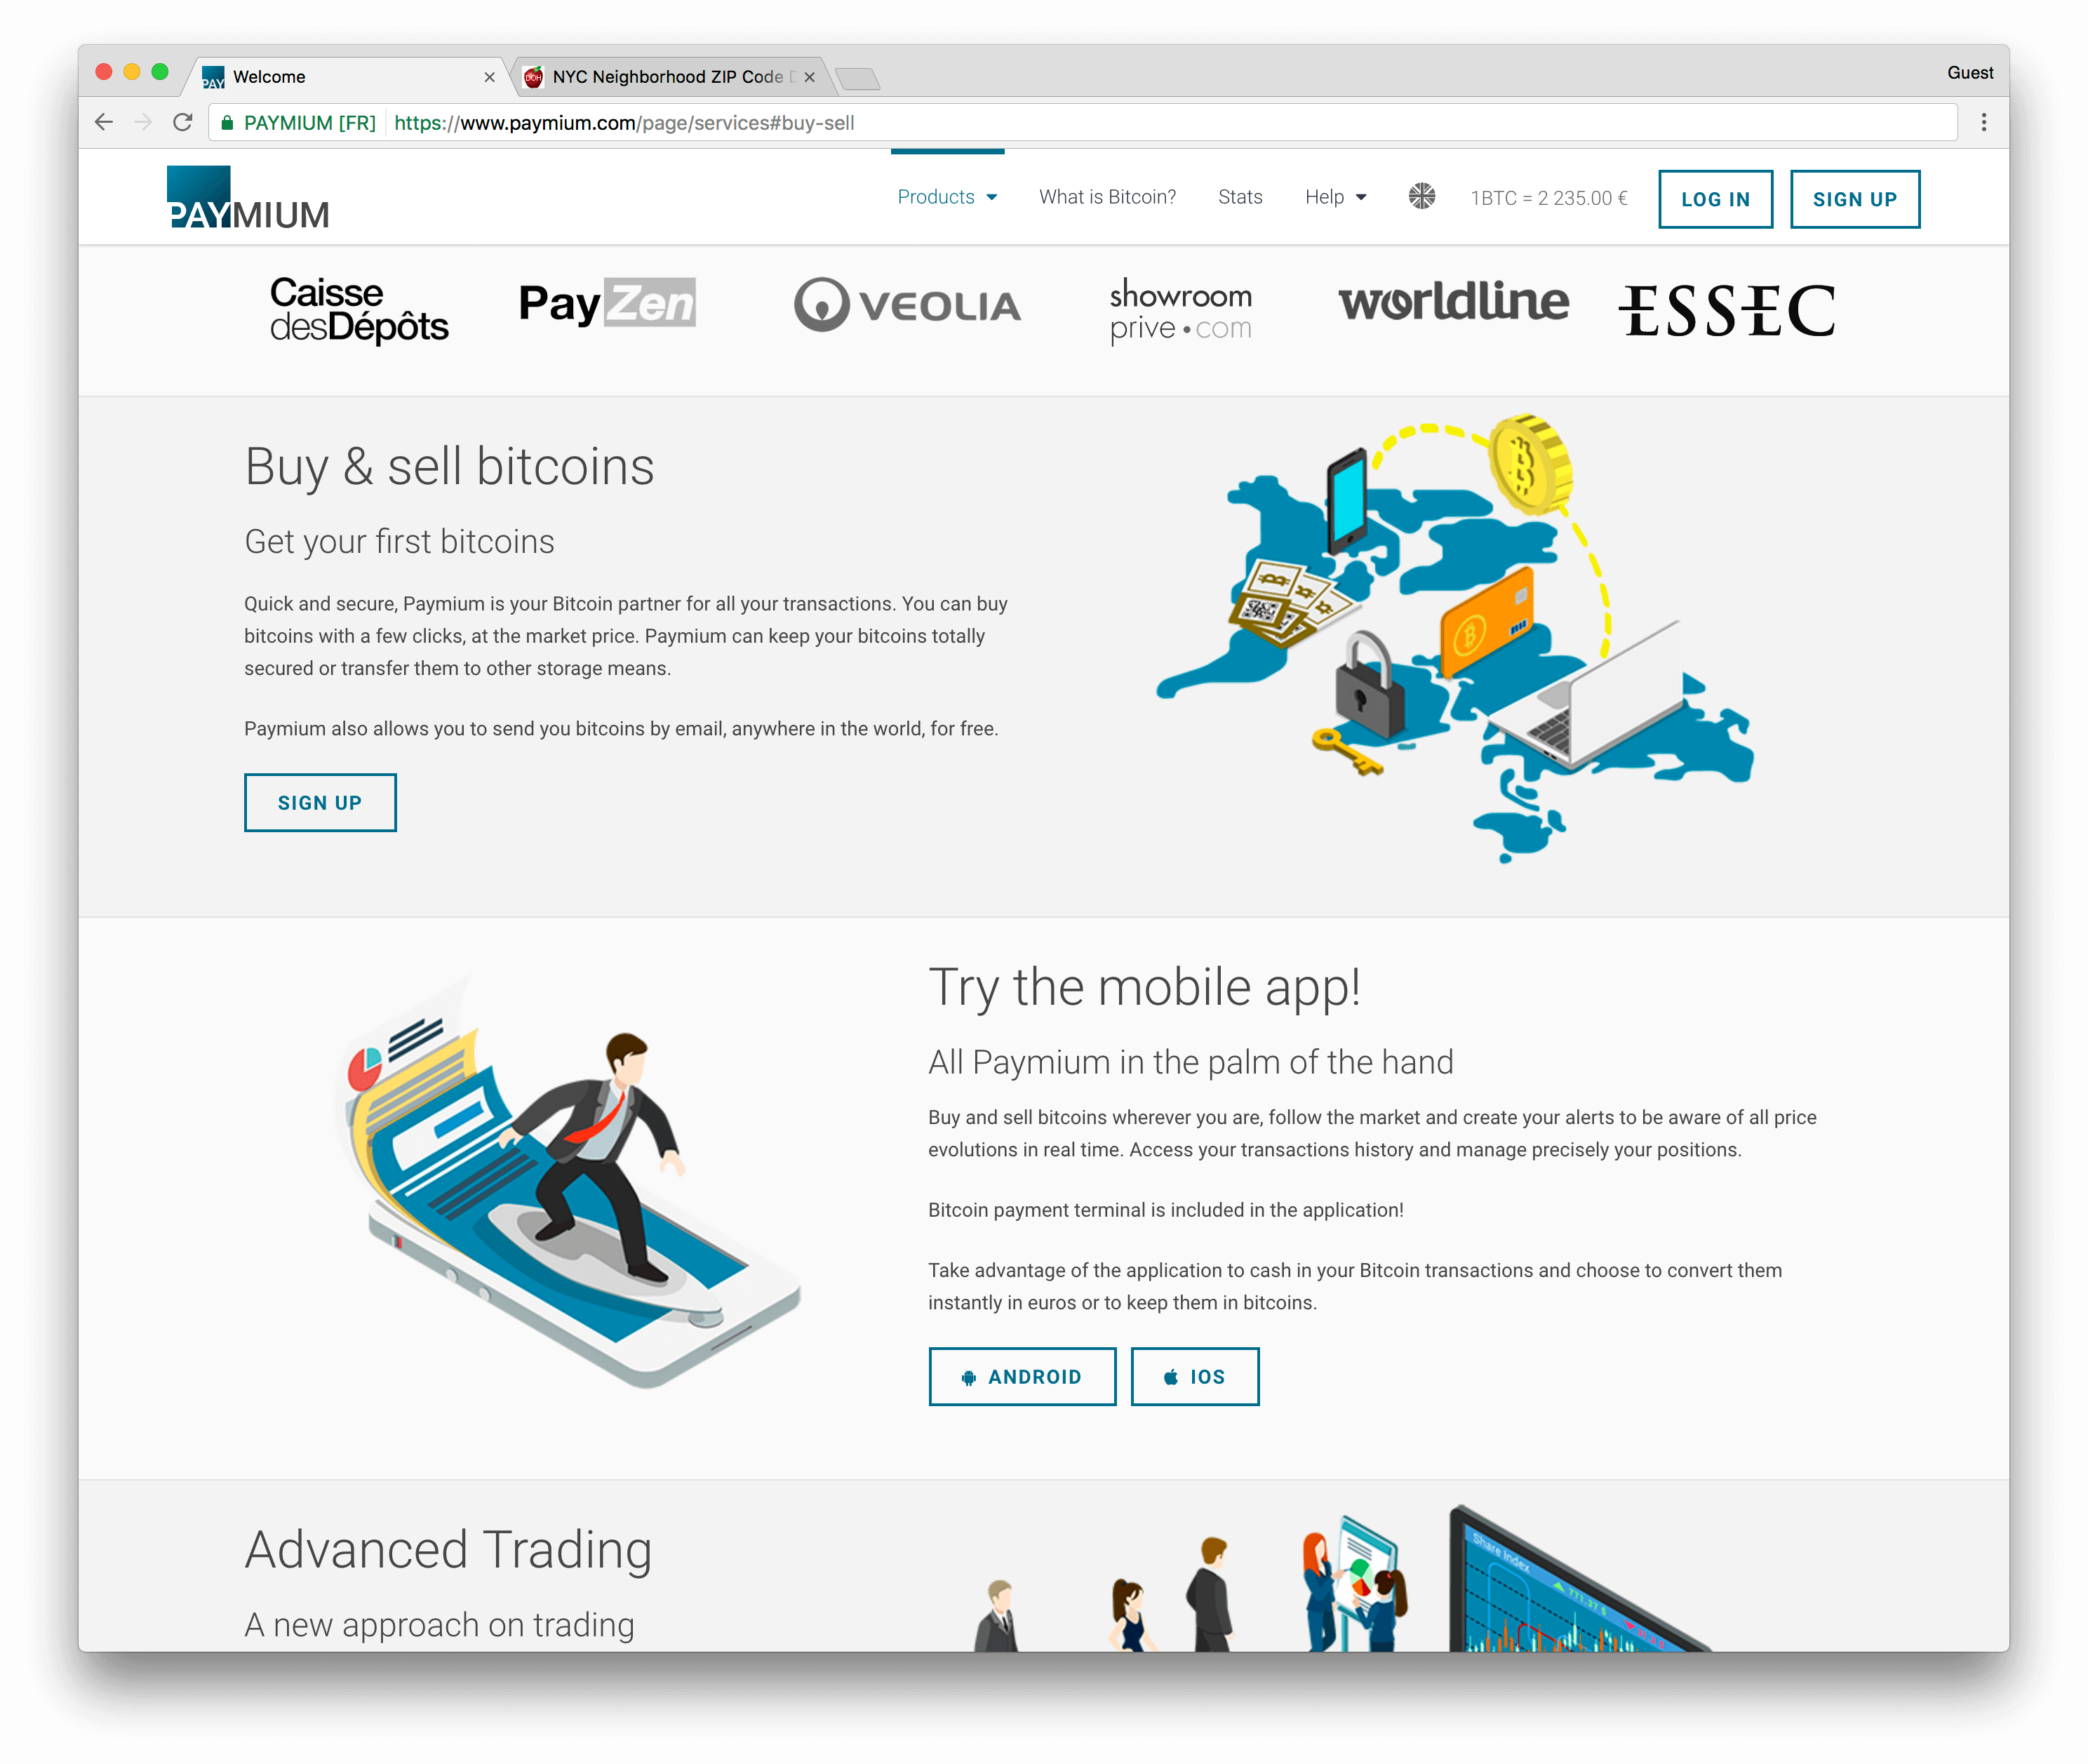 Welcome
NYC Neighborhood ZIP Code
Guest
PAYMIUM [FR]
https://www.paymium.com/page/services#buy-sell
PAYMIUM
Products
What is Bitcoin?
Stats
Help
1BTC = 2 235.00 €
LOG IN
SIGN UP
Caisse
desDépôts
PayZen
VEOLIA
showroom
prive•com
worldline
ESSEC
Buy & sell bitcoins
Get your first bitcoins
Quick and secure, Paymium is your Bitcoin partner for all your transactions. You can buy
bitcoins with a few clicks, at the market price. Paymium can keep your bitcoins totally
secured or transfer them to other storage means.
Paymium also allows you to send you bitcoins by email, anywhere in the world, for free.
SIGN UP
Try the mobile app!
All Paymium in the palm of the hand
Buy and sell bitcoins wherever you are, follow the market and create your alerts to be aware of all price
evolutions in real time. Access your transactions history and manage precisely your positions.
Bitcoin payment terminal is included in the application!
Take advantage of the application to cash in your Bitcoin transactions and choose to convert them
instantly in euros or to keep them in bitcoins.
ANDROID
IOS
Advanced Trading
A new approach on trading
Share Index